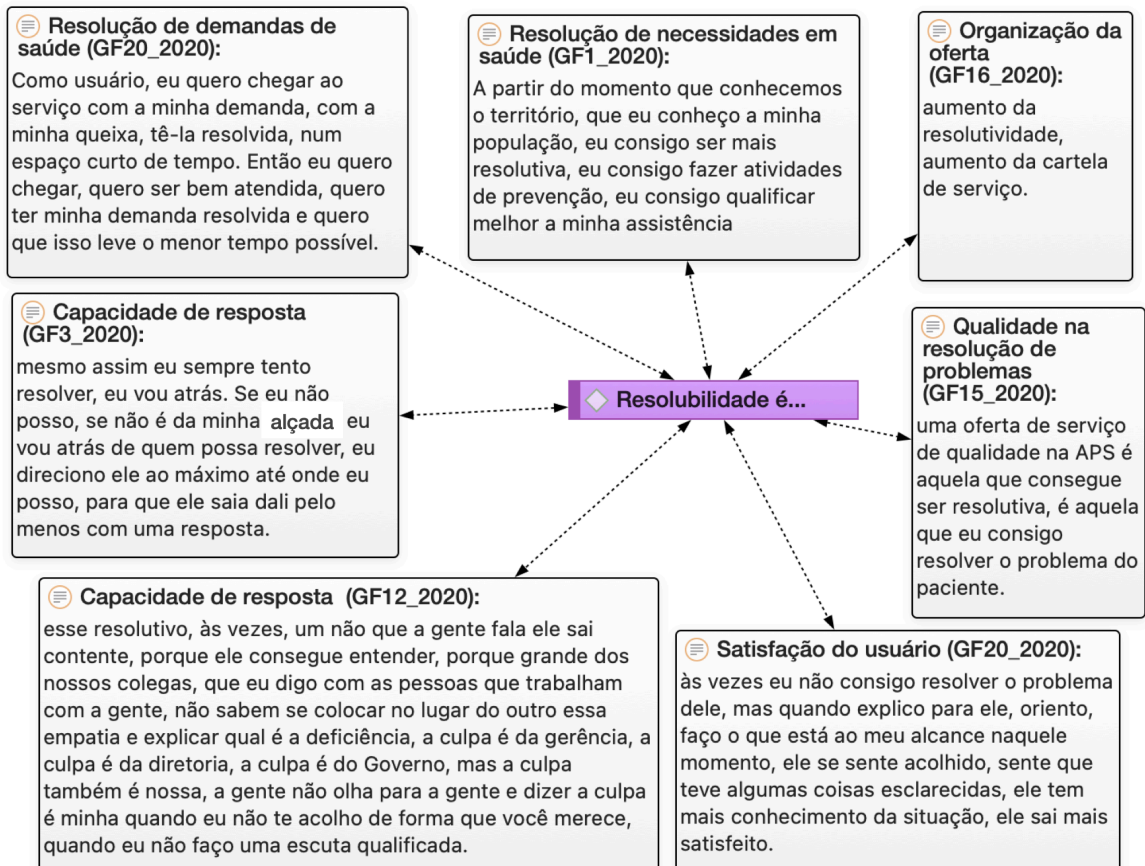 Resolução de demandas de
saúde (GF20_2020):
Como usuário, eu quero chegar ao
serviço com a minha demanda, com a
minha queixa, tê-la resolvida, num
espaço curto de tempo. Então eu quero
chegar, quero ser bem atendida, quero
ter minha demanda resolvida e quero
que isso leve o menor tempo possível.
Resolução de necessidades em
saúde (GF1_2020):
A partir do momento que conhecemos
o território, que eu conheço a minha
população, eu consigo ser mais
resolutiva, eu consigo fazer atividades
de prevenção, eu consigo qualificar
melhor a minha assistência
Organização da
oferta
(GF16_2020):
aumento da
resolutividade,
aumento da cartela
de serviço.
Capacidade de resposta
(GF3_2020):
mesmo assim eu sempre tento
resolver, eu vou atrás. Se eu não
posso, se não é da minha alçada eu
vou atrás de quem possa resolver, eu
direciono ele ao máximo até onde eu
posso, para que ele saia dali pelo
menos com uma resposta.
Resolubilidade é...
Qualidade na
resolução de
problemas
(GF15_2020):
uma oferta de serviço
de qualidade na APS é
aquela que consegue
ser resolutiva, é aquela
que eu consigo
resolver o problema do
paciente.
Capacidade de resposta (GF12_2020):
esse resolutivo, às vezes, um não que a gente fala ele sai
contente, porque ele consegue entender, porque grande dos
nossos colegas, que eu digo com as pessoas que trabalham
com a gente, não sabem se colocar no lugar do outro essa
empatia e explicar qual é a deficiência, a culpa é da gerência, a
culpa é da diretoria, a culpa é do Governo, mas a culpa
também é nossa, a gente não olha para a gente e dizer a culpa
é minha quando eu não te acolho de forma que você merece,
quando eu não faço uma escuta qualificada.
Satisfação do usuário (GF20_2020):
às vezes eu não consigo resolver o problema
dele, mas quando explico para ele, oriento,
faço o que está ao meu alcance naquele
momento, ele se sente acolhido, sente que
teve algumas coisas esclarecidas, ele tem
mais conhecimento da situação, ele sai mais
satisfeito.